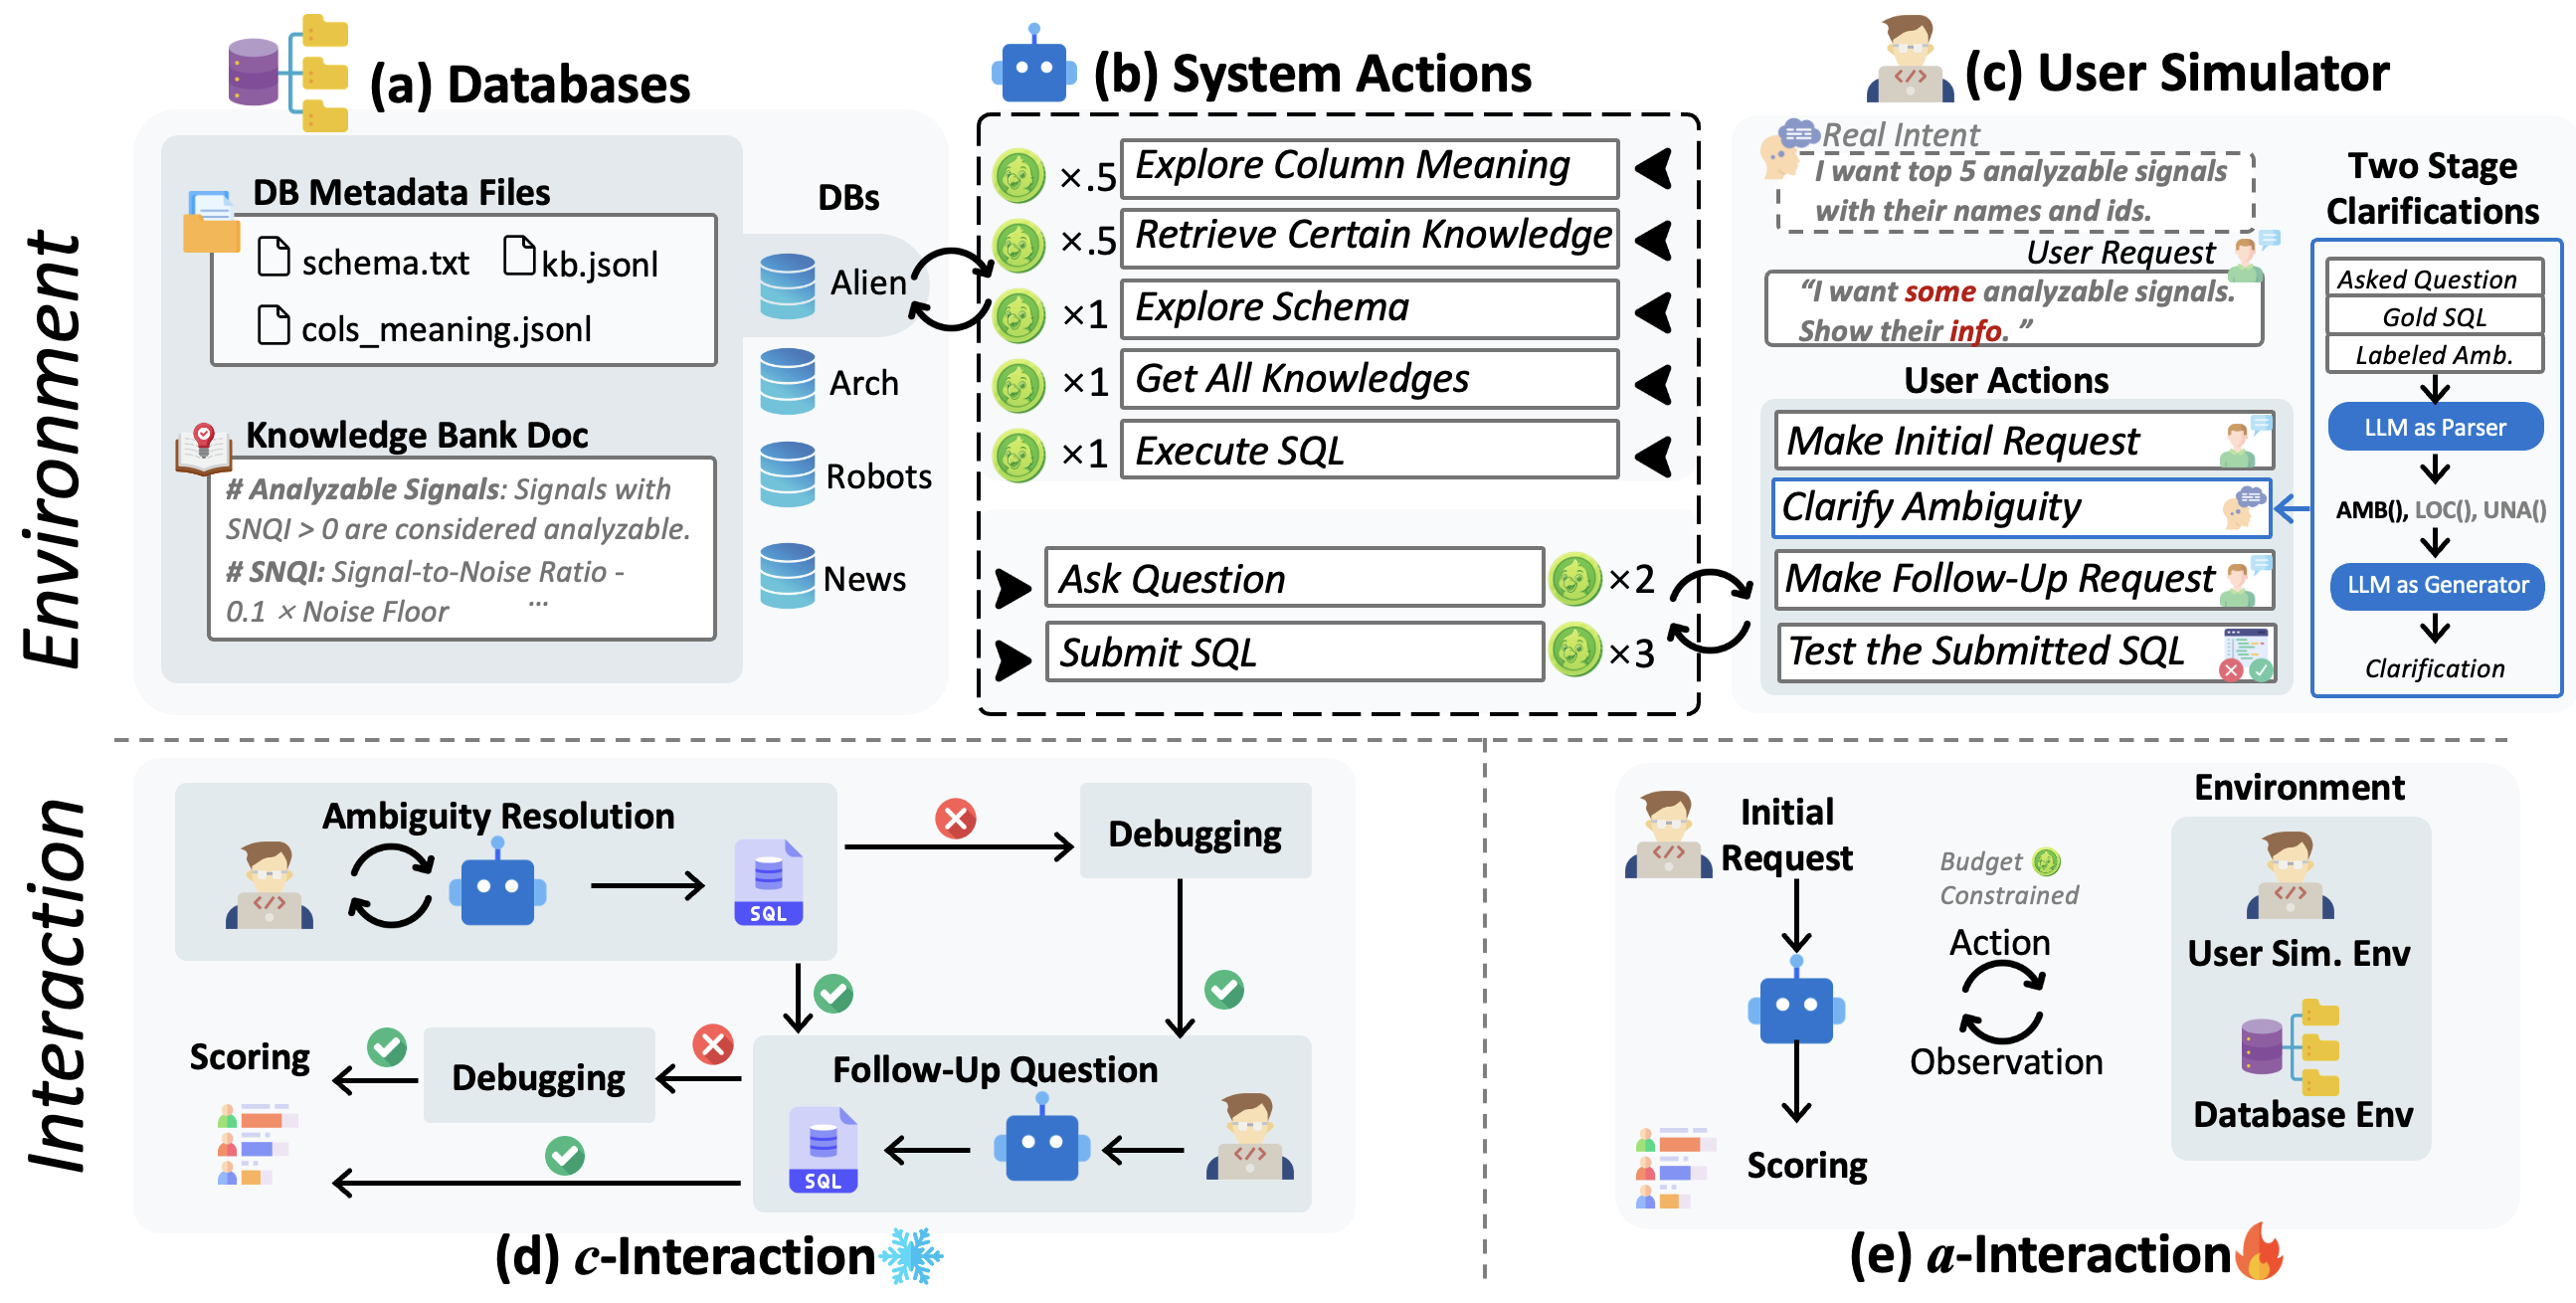 Environment
(a) Databases
DB Metadata Files
schema.txt
kb.jsonl
cols_meaning.jsonl
Knowledge Bank Doc
# Analyzable Signals: Signals with
SNQI > 0 are considered analyzable.
# SNQI: Signal-to-Noise Ratio -
0.1 × Noise Floor ...
DBs
Alien
Arch
Robots
News
(b) System Actions
×.5 Explore Column Meaning
×.5 Retrieve Certain Knowledge
×1 Explore Schema
×1 Get All Knowledges
×1 Execute SQL
Ask Question ×2
Submit SQL ×3
(c) User Simulator
Real Intent
I want top 5 analyzable signals
with their names and ids.
User Request
“I want some analyzable signals.
Show their info. ”
User Actions
Make Initial Request
Clarify Ambiguity
Make Follow-Up Request
Test the Submitted SQL
Two Stage
Clarifications
Asked Question
Gold SQL
Labeled Amb.
LLM as Parser
AMB(), LOC(), UNA()
LLM as Generator
Clarification
Interaction
Ambiguity Resolution
SQL
Debugging
Follow-Up Question
SQL
Debugging
Scoring
(d) c-Interaction
Initial
Request
Budget
Constrained
Action
Observation
Scoring
Environment
User Sim. Env
Database Env
(e) a-Interaction